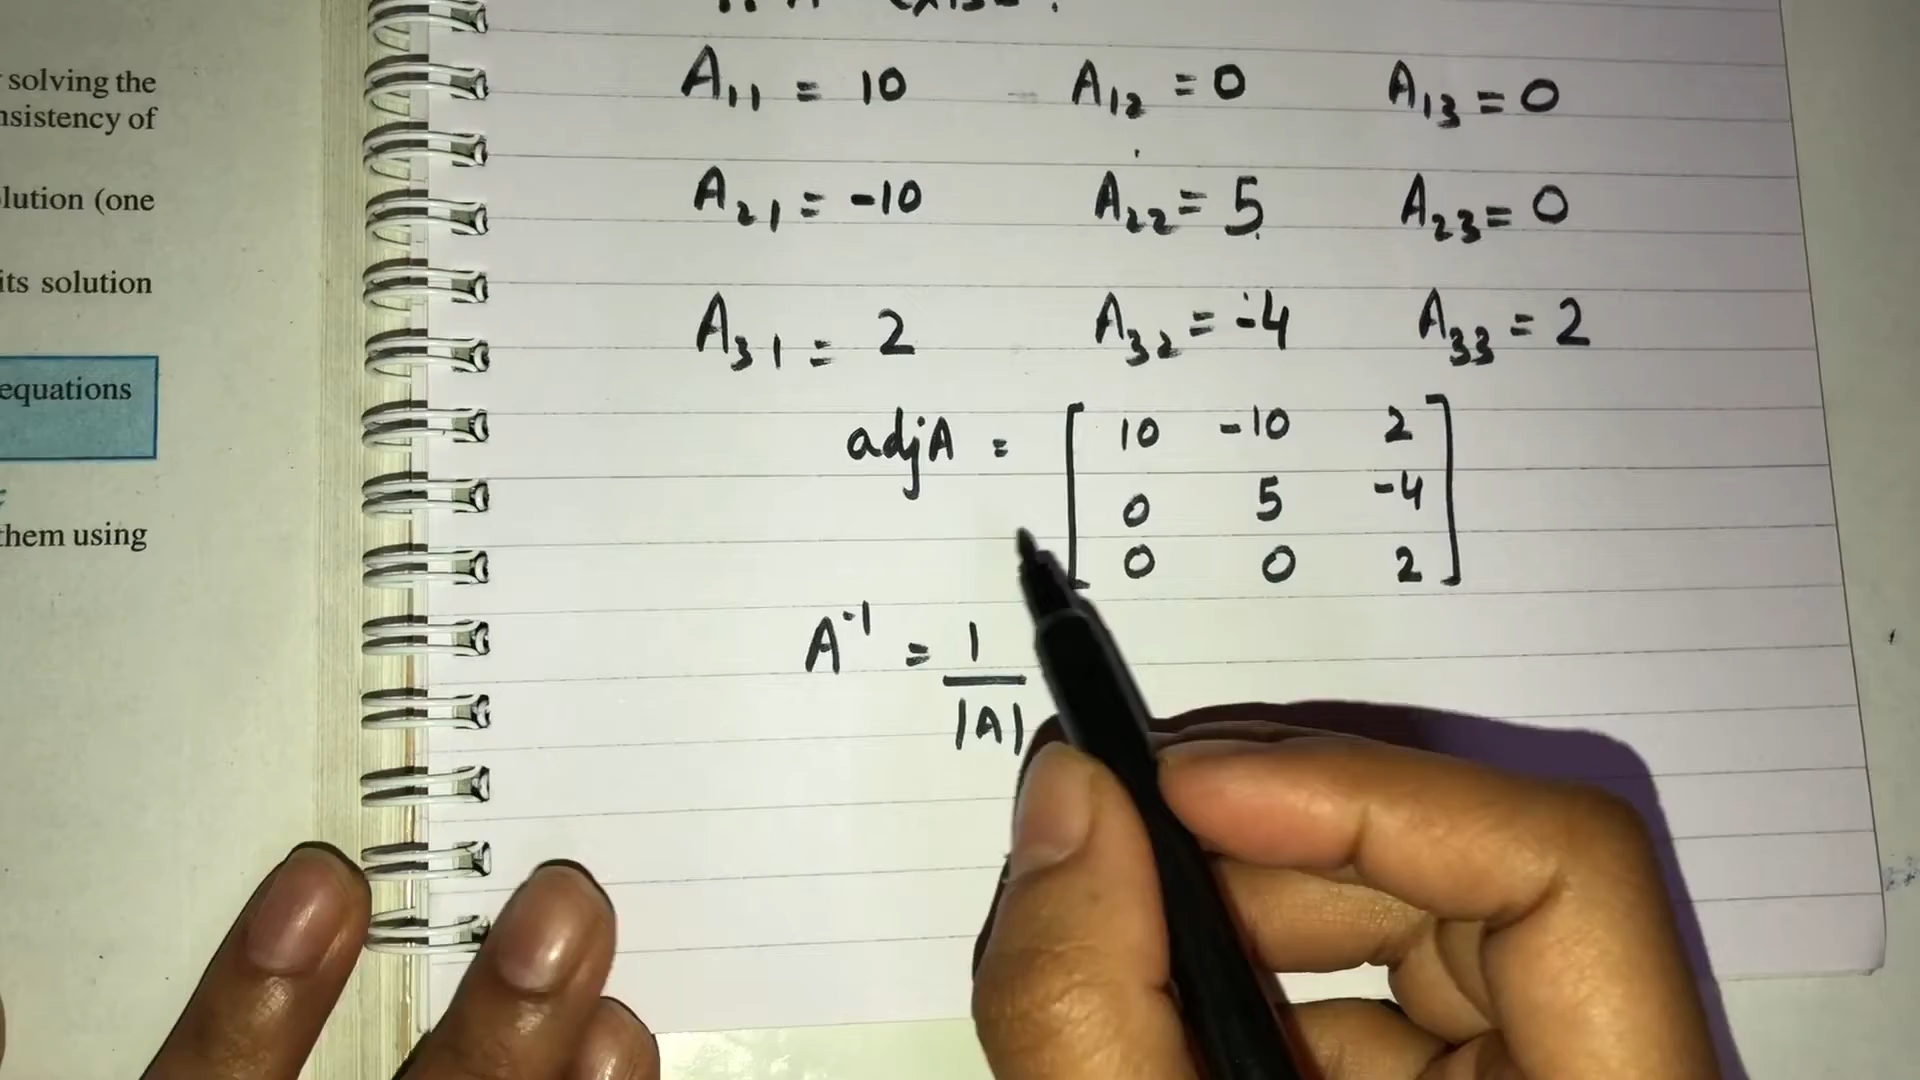 solving the
nsistency of
lution (one
its solution
equations
them using
A₁₁ = 10 A₁₂ = 0 A₁₃ = 0
A₂₁ = -10 A₂₂ = 5 A₂₃ = 0
A₃₁ = 2 A₃₂ = -4 A₃₃ = 2
adjA = [ 10 -10 2
0 5 -4
0 0 2 ]
A⁻¹ = 1
|A|